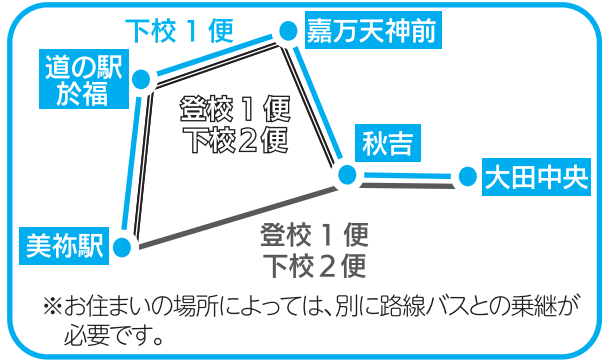 下校1便
嘉万天神前
道の駅
於福
登校1便
下校2便
秋吉
大田中央
美祢駅
登校1便
下校2便
※お住まいの場所によっては、別に路線バスとの乗継が
必要です。